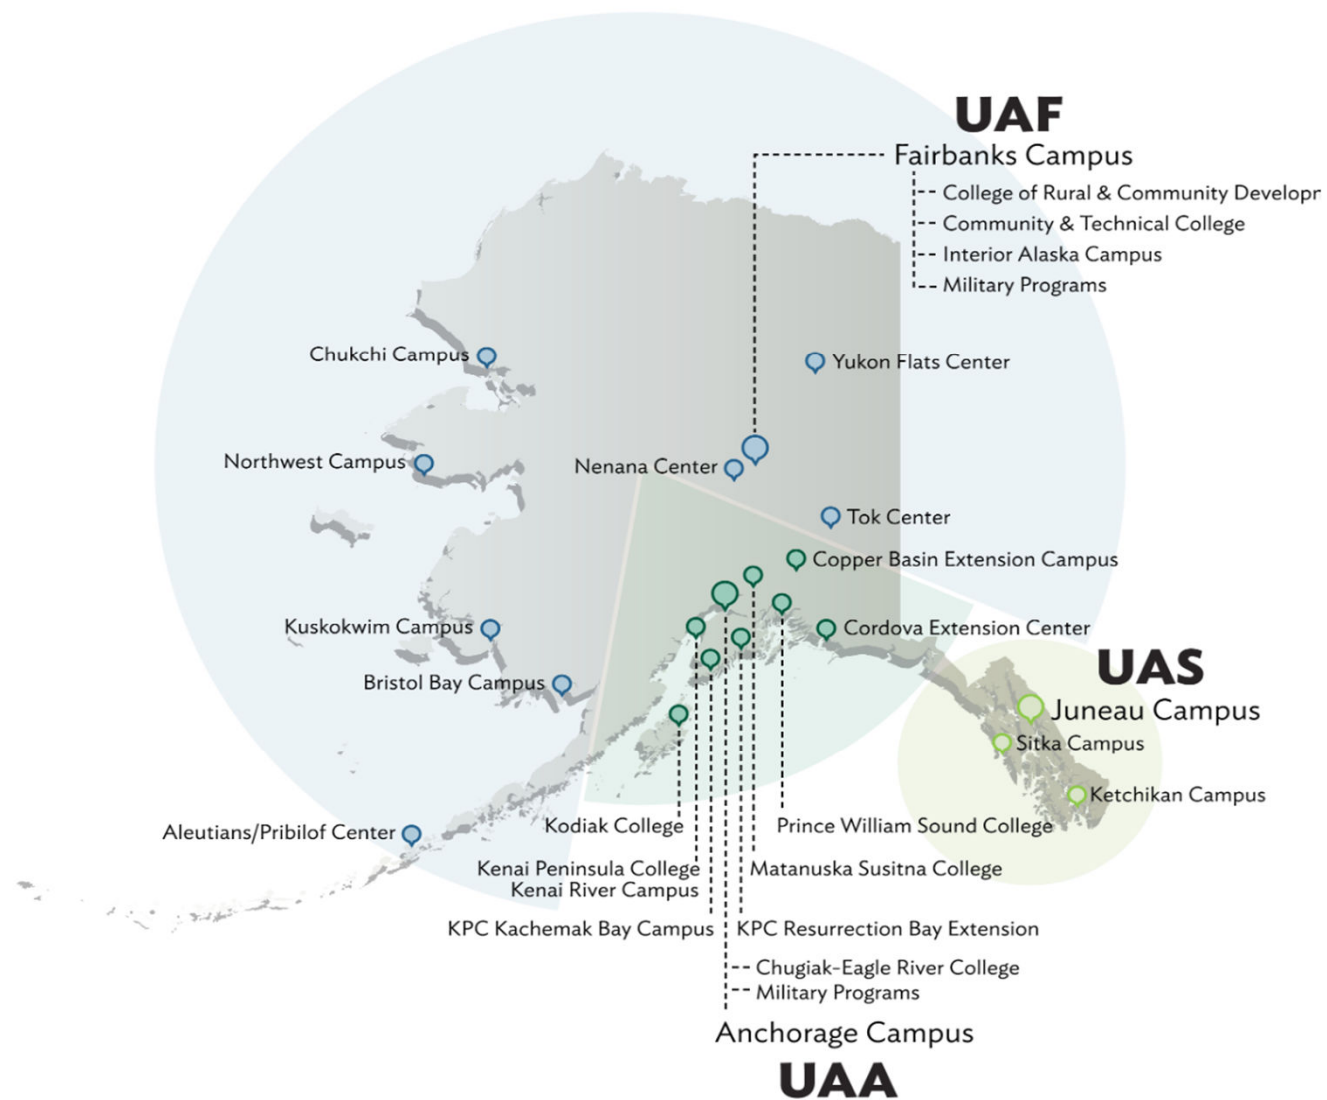 UAF
Fairbanks Campus
College of Rural & Community Developr
Community & Technical College
Interior Alaska Campus
Military Programs
Chukchi Campus
Yukon Flats Center
Northwest Campus
Nenana Center
Tok Center
Copper Basin Extension Campus
Kuskokwim Campus
Cordova Extension Center
Bristol Bay Campus
UAS
Juneau Campus
Sitka Campus
Ketchikan Campus
Aleutians/Pribilof Center
Kodiak College
Prince William Sound College
Kenai Peninsula College
Kenai River Campus
Matanuska Susitna College
KPC Kachemak Bay Campus
KPC Resurrection Bay Extension
Chugiak-Eagle River College
Military Programs
Anchorage Campus
UAA